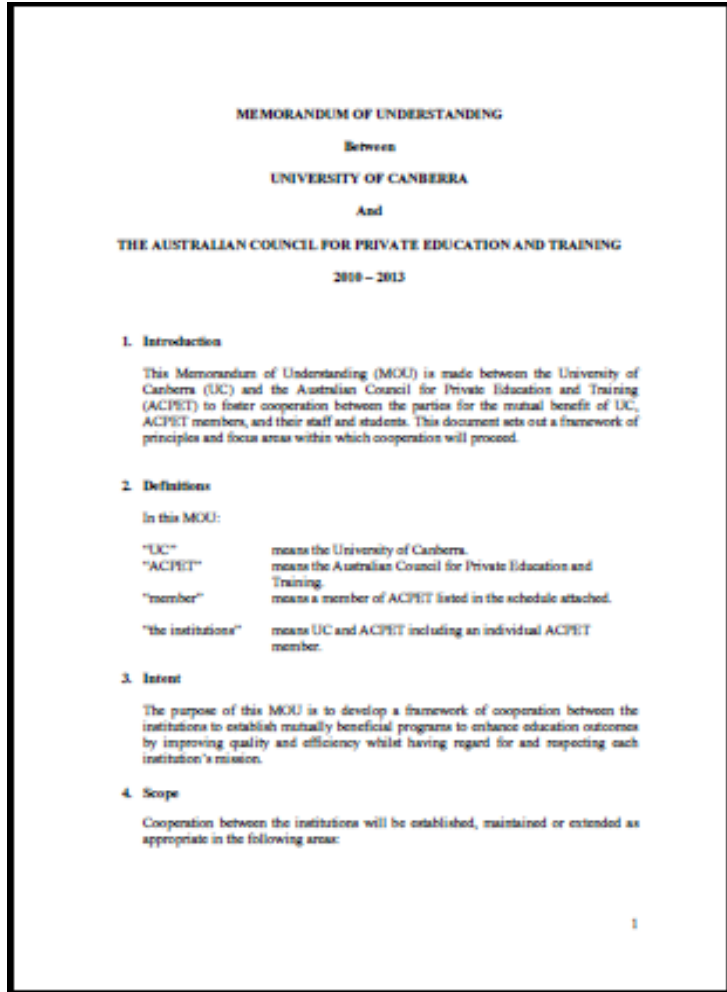 MEMORANDUM OF UNDERSTANDING
Between
UNIVERSITY OF CANBERRA
And
THE AUSTRALIAN COUNCIL FOR PRIVATE EDUCATION AND TRAINING
2010 – 2013
1. Introduction
This Memorandum of Understanding (MOU) is made between the University of
Canberra (UC) and the Australian Council for Private Education and Training
(ACPET) to foster cooperation between the parties for the mutual benefit of UC,
ACPET members, and their staff and students. This document sets out a framework of
principles and focus areas within which cooperation will proceed.
2. Definitions
In this MOU:
"UC" means the University of Canberra.
"ACPET" means the Australian Council for Private Education and
Training.
"member" means a member of ACPET listed in the schedule attached.
"the institutions" means UC and ACPET including an individual ACPET
member.
3. Intent
The purpose of this MOU is to develop a framework of cooperation between the
institutions to establish mutually beneficial programs to enhance education outcomes
by improving quality and efficiency whilst having regard for and respecting each
institution's mission.
4. Scope
Cooperation between the institutions will be established, maintained or extended as
appropriate in the following areas:
1